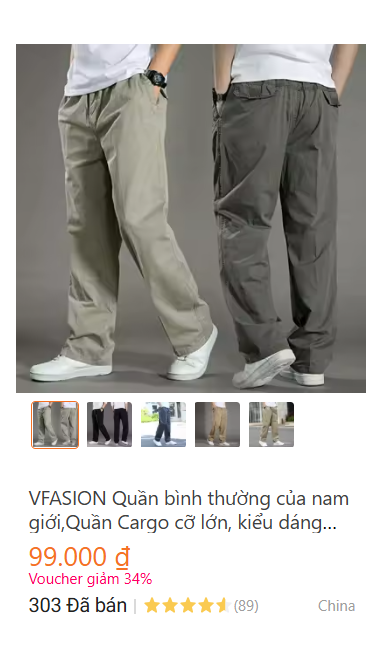 VFASION Quần bình thường của nam
giới,Quần Cargo cỡ lớn, kiểu dáng...
99.000 ₫
Voucher giảm 34%
303 Đã bán (89) China